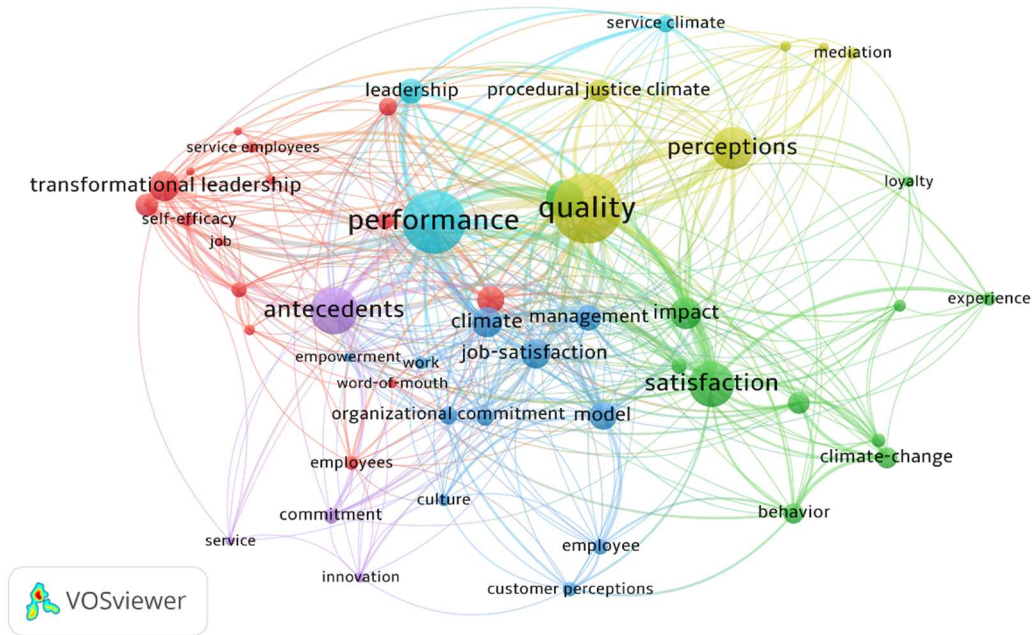 service climate
mediation
leadership
procedural justice climate
service employees
perceptions
transformational leadership
loyalty
self-efficacy
performance
quality
job
antecedents
climate
management
impact
experience
empowerment
work
job-satisfaction
word-of-mouth
satisfaction
organizational commitment
model
employees
climate-change
culture
commitment
behavior
service
employee
innovation
customer perceptions
VOSviewer